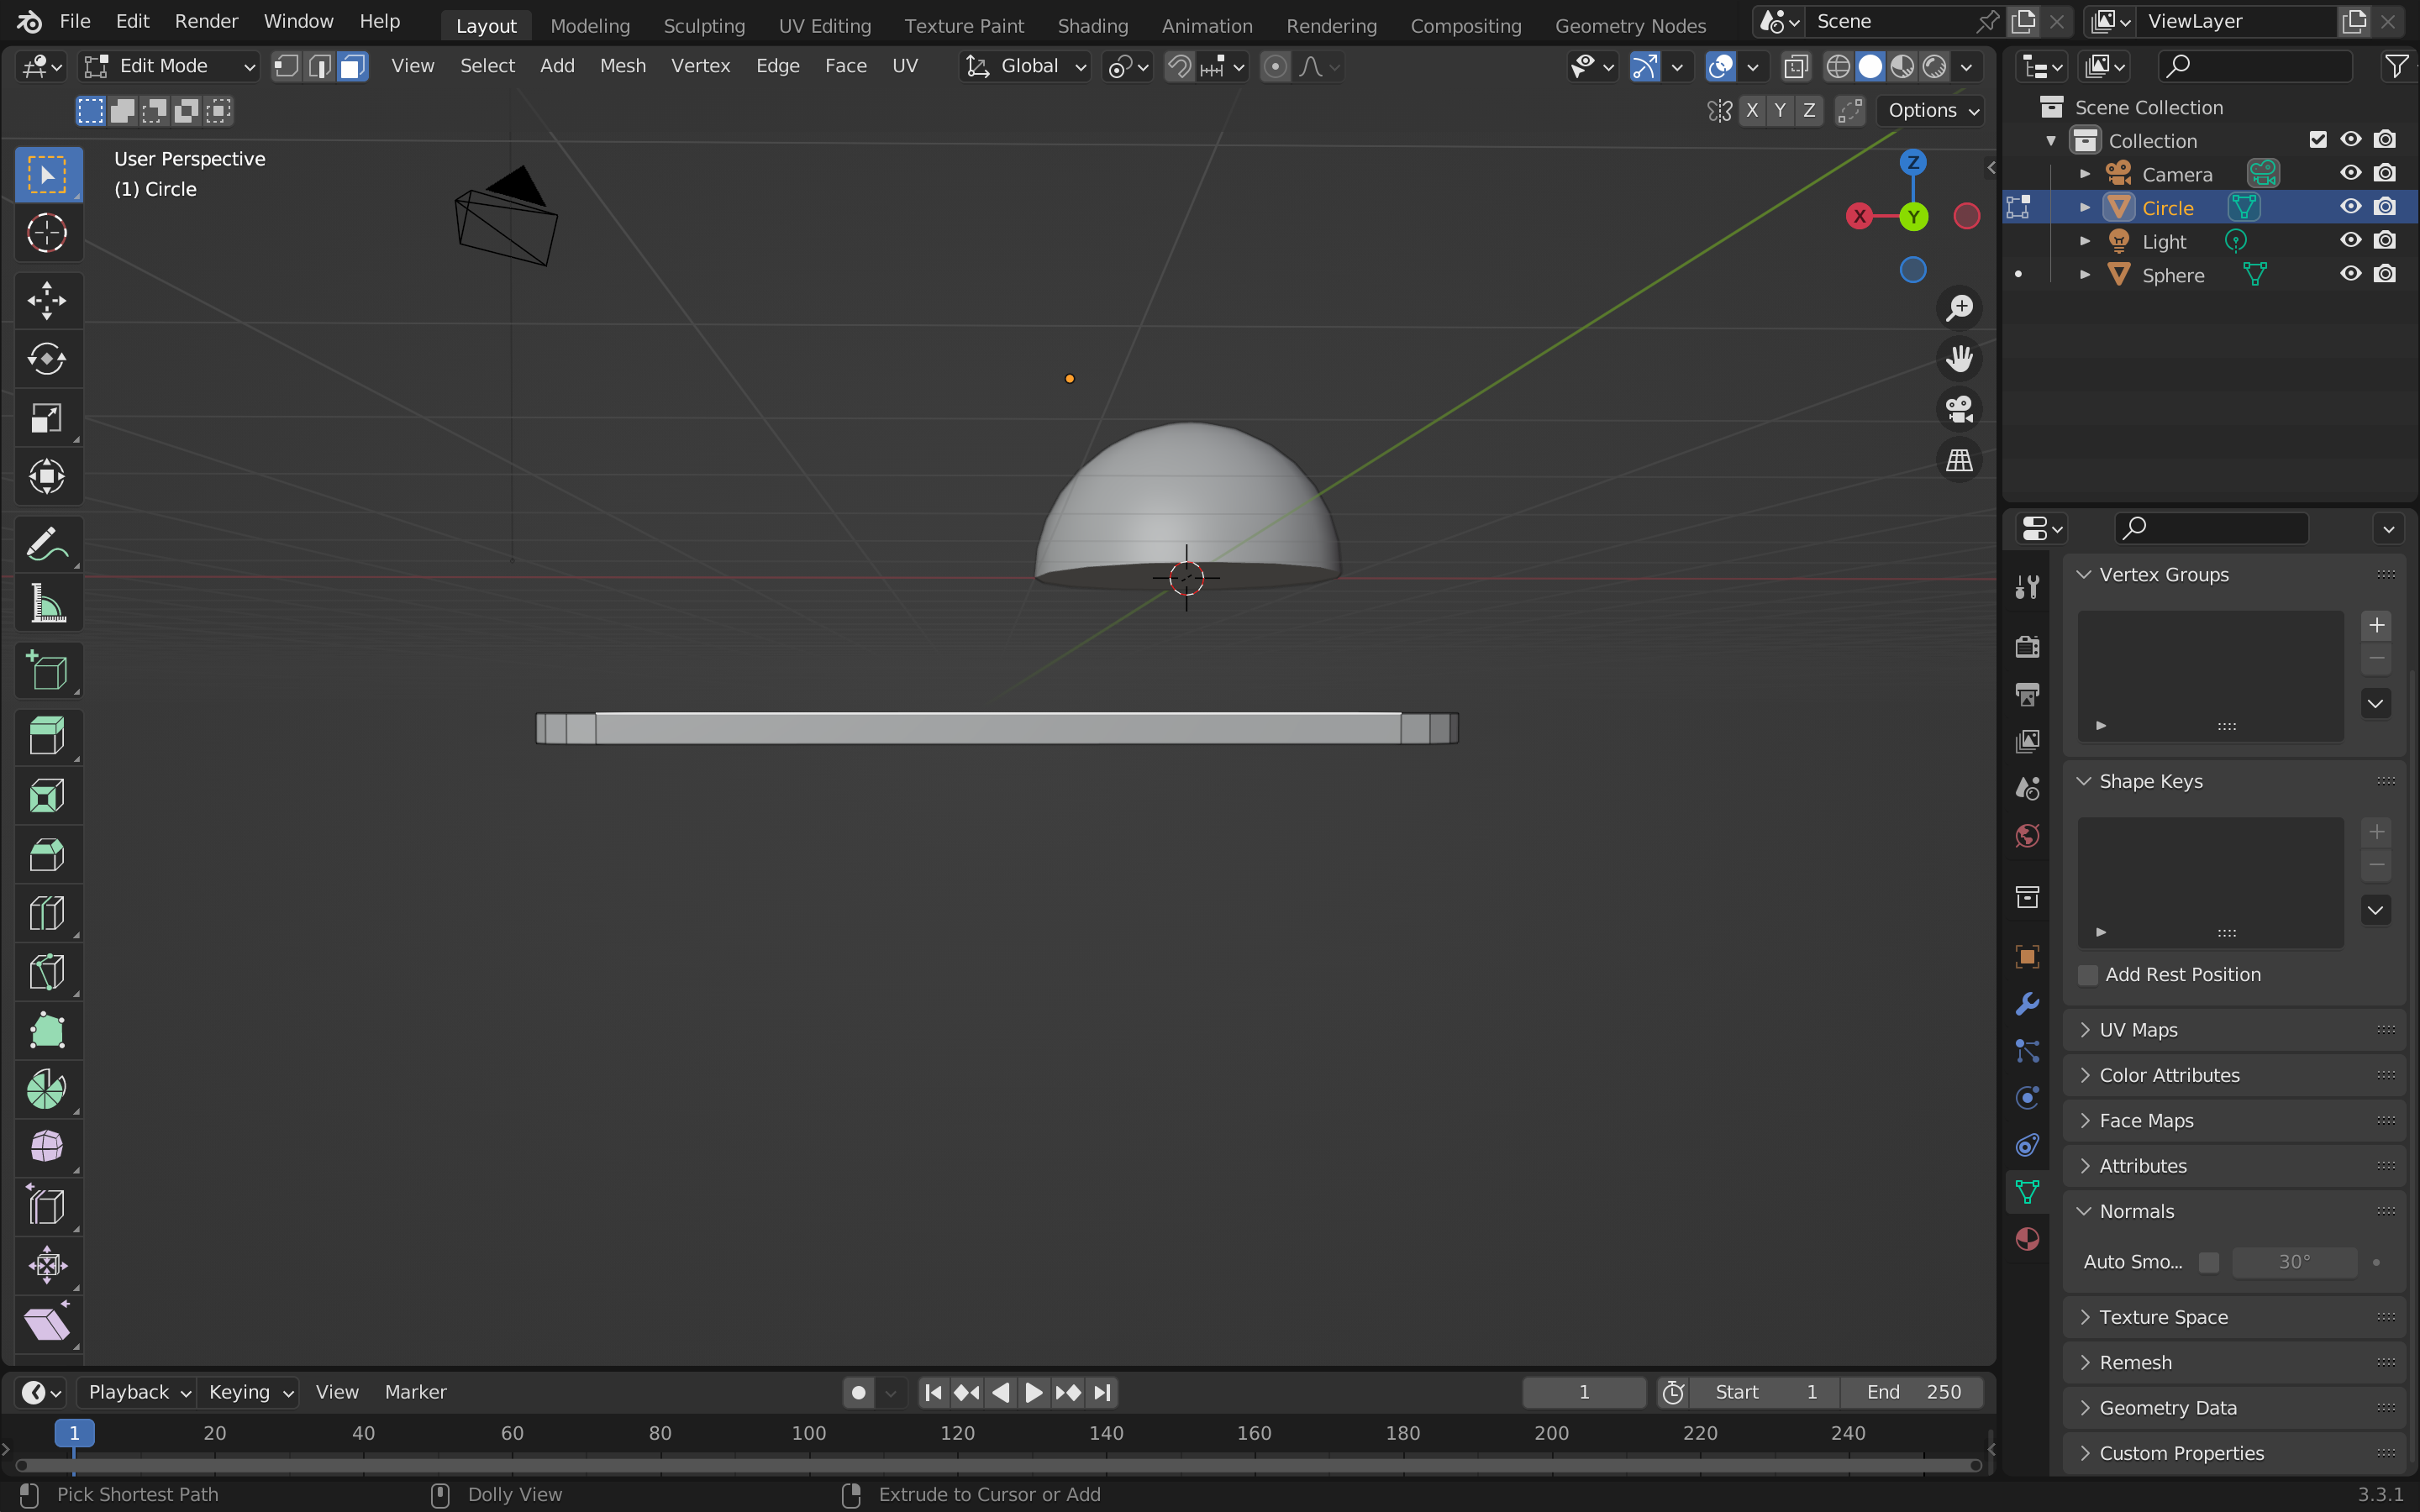 File Edit Render Window Help Layout Modeling Sculpting UV Editing Texture Paint Shading Animation Rendering Compositing Geometry Nodes Scene ViewLayer
Edit Mode View Select Add Mesh Vertex Edge Face UV Global
X Y Z Options
User Perspective
(1) Circle
Z
X Y
Scene Collection
Collection
Camera
Circle
Light
Sphere
Vertex Groups
Shape Keys
Add Rest Position
UV Maps
Color Attributes
Face Maps
Attributes
Normals
Auto Smo... 30°
Texture Space
Remesh
Geometry Data
Custom Properties
Playback Keying View Marker 1 Start 1 End 250
1 20 40 60 80 100 120 140 160 180 200 220 240
Pick Shortest Path Dolly View Extrude to Cursor or Add 3.3.1